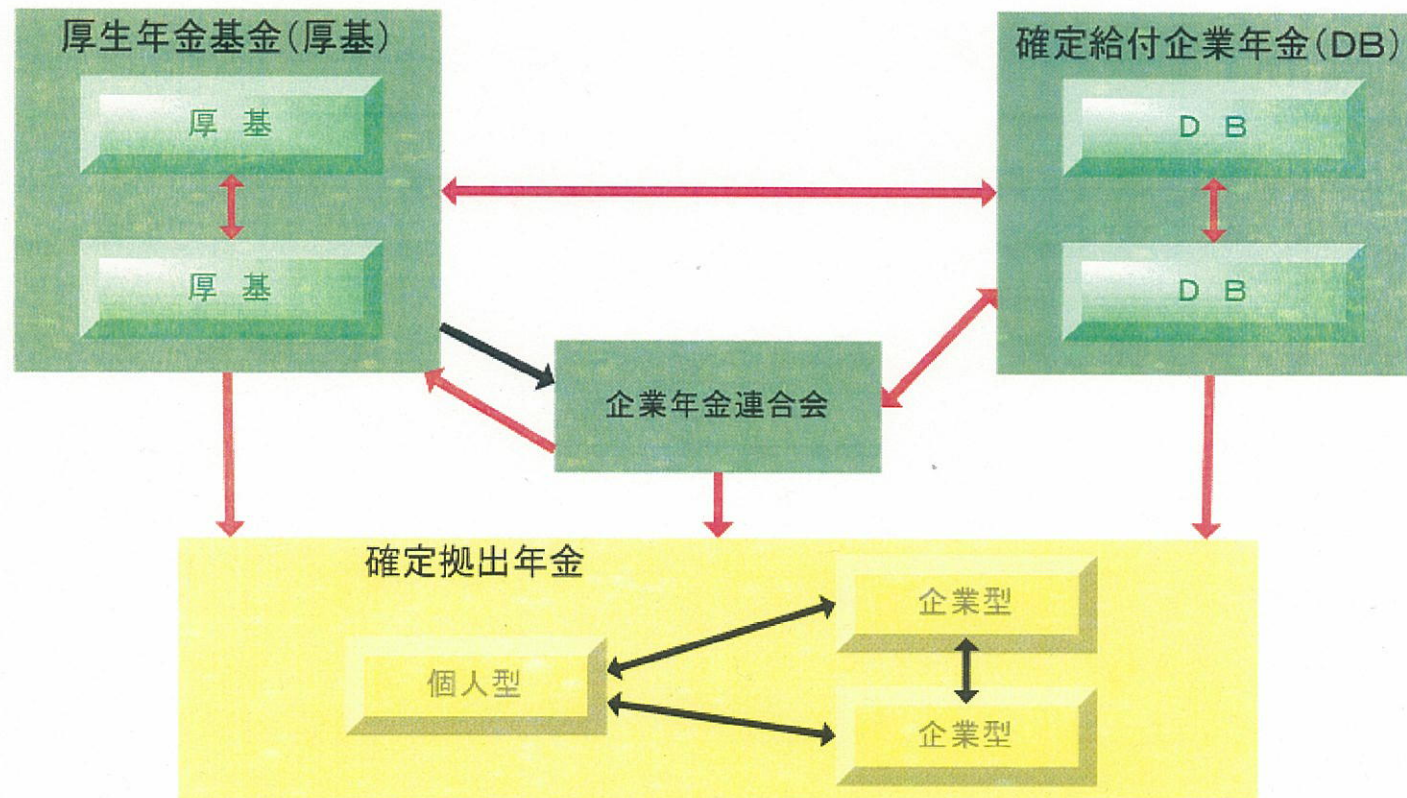 厚生年金基金(厚基)
厚 基
厚 基
確定給付企業年金(DB)
D B
D B
企業年金連合会
確定拠出年金
企業型
個人型
企業型